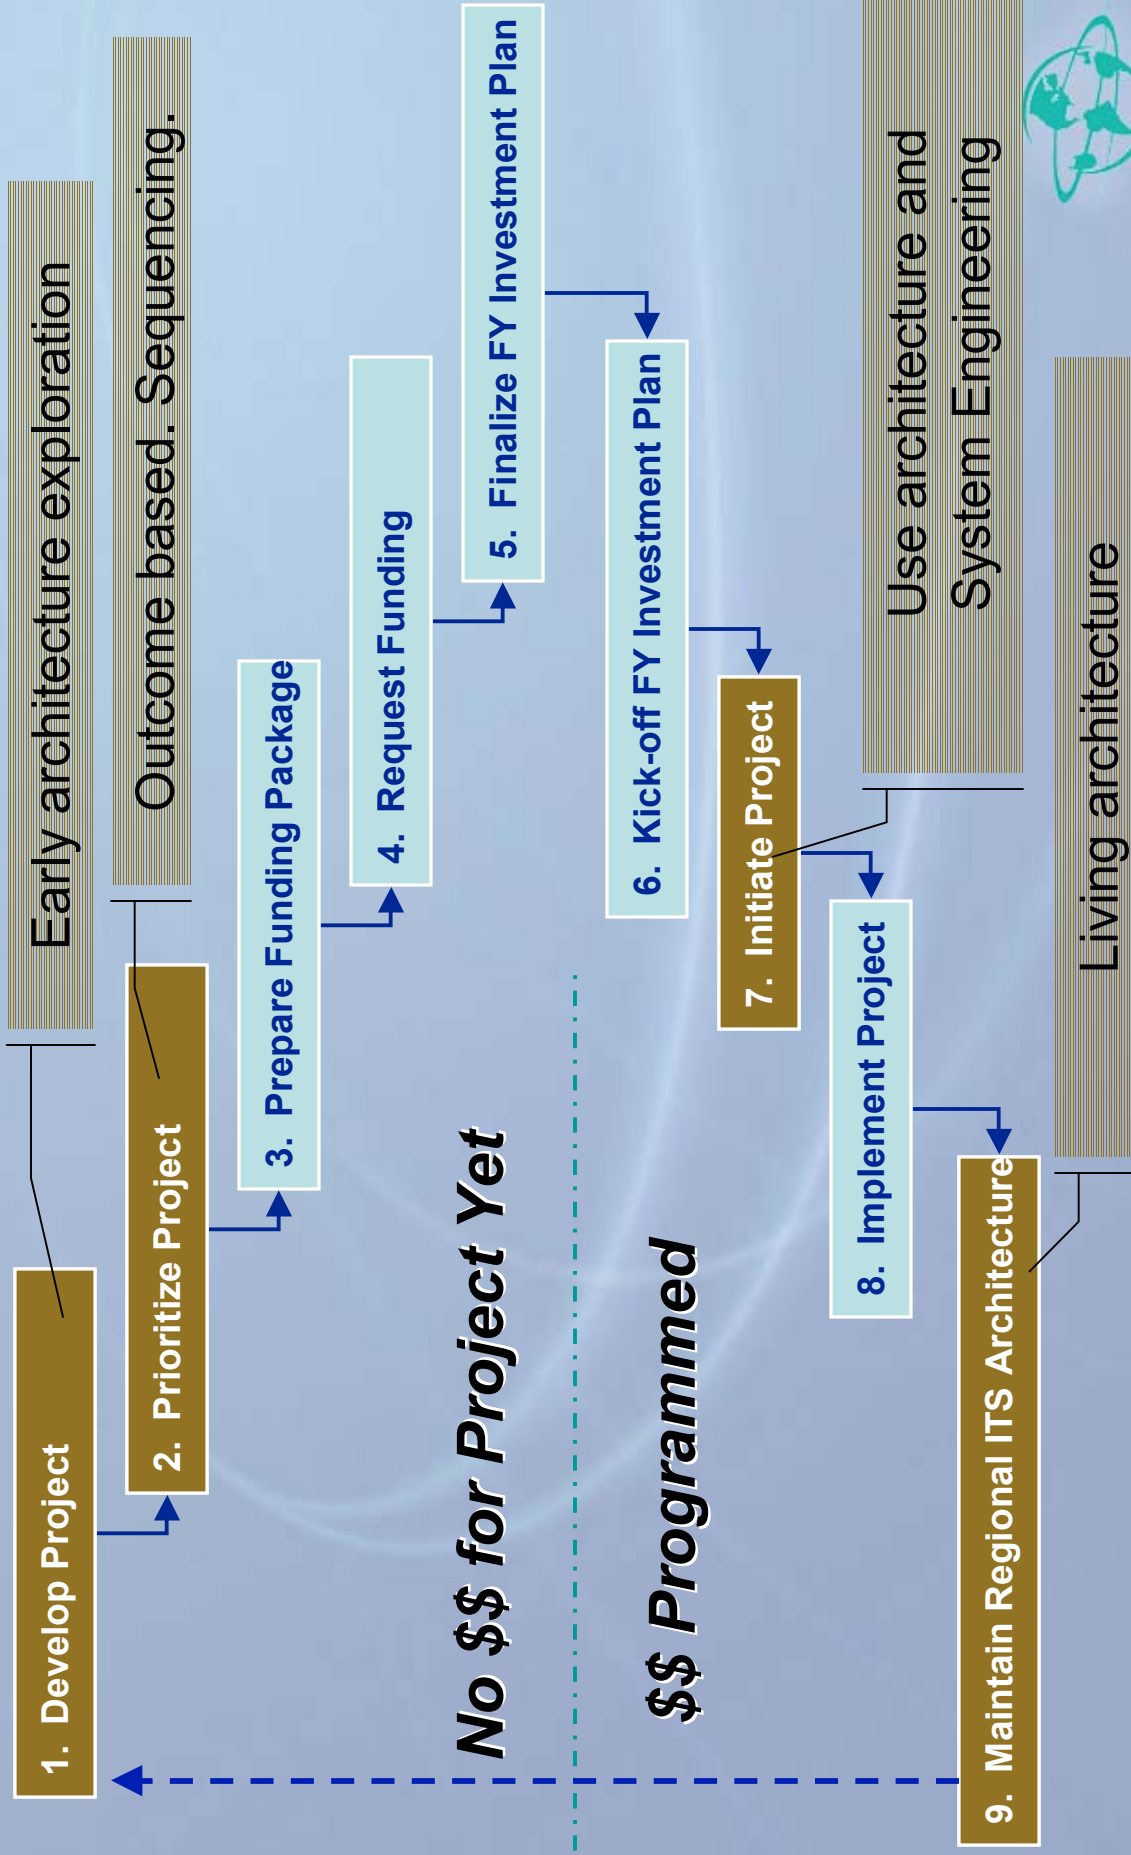 1. Develop Project
Early architecture exploration
2. Prioritize Project
Outcome based. Sequencing.
3. Prepare Funding Package
4. Request Funding
5. Finalize FY Investment Plan
No $$ for Project Yet
$$ Programmed
6. Kick-off FY Investment Plan
7. Initiate Project
Use architecture and
System Engineering
8. Implement Project
9. Maintain Regional ITS Architecture
Living architecture